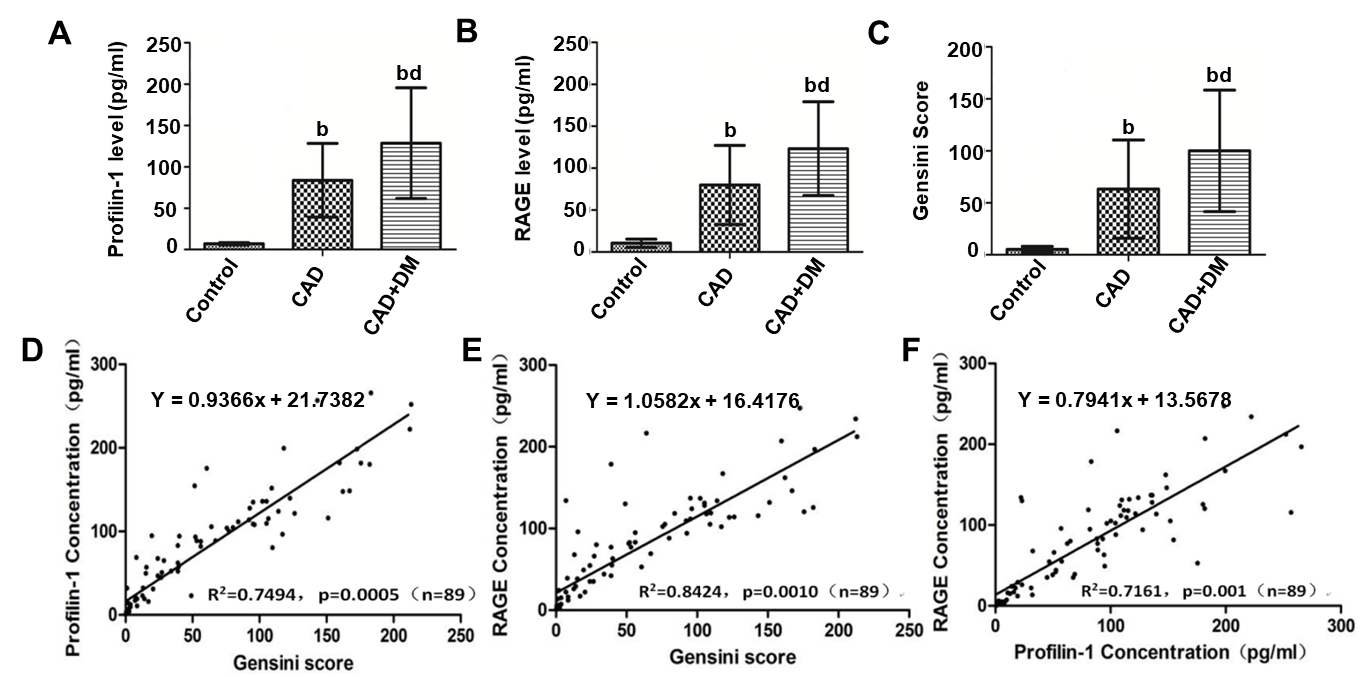 A
Profilin-1 level (pg/ml)
250
200
150
100
50
0
b
bd
Control
CAD
CAD+DM
B
RAGE level (pg/ml)
250
200
150
100
50
0
b
bd
Control
CAD
CAD+DM
C
Gensini Score
200
150
100
50
0
b
bd
Control
CAD
CAD+DM
D
Profilin-1 Concentration（pg/ml）
300
200
100
0
Y = 0.9366x + 21.7382
R²=0.7494，p=0.0005（n=89）
0 50 100 150 200 250
Gensini score
E
RAGE Concentration（pg/ml）
300
200
100
0
Y = 1.0582x + 16.4176
R²=0.8424，p=0.0010（n=89）
0 50 100 150 200 250
Gensini score
F
RAGE Concentration（pg/ml）
300
200
100
0
Y = 0.7941x + 13.5678
R²=0.7161，p=0.001（n=89）
0 100 200 300
Profilin-1 Concentration（pg/ml）